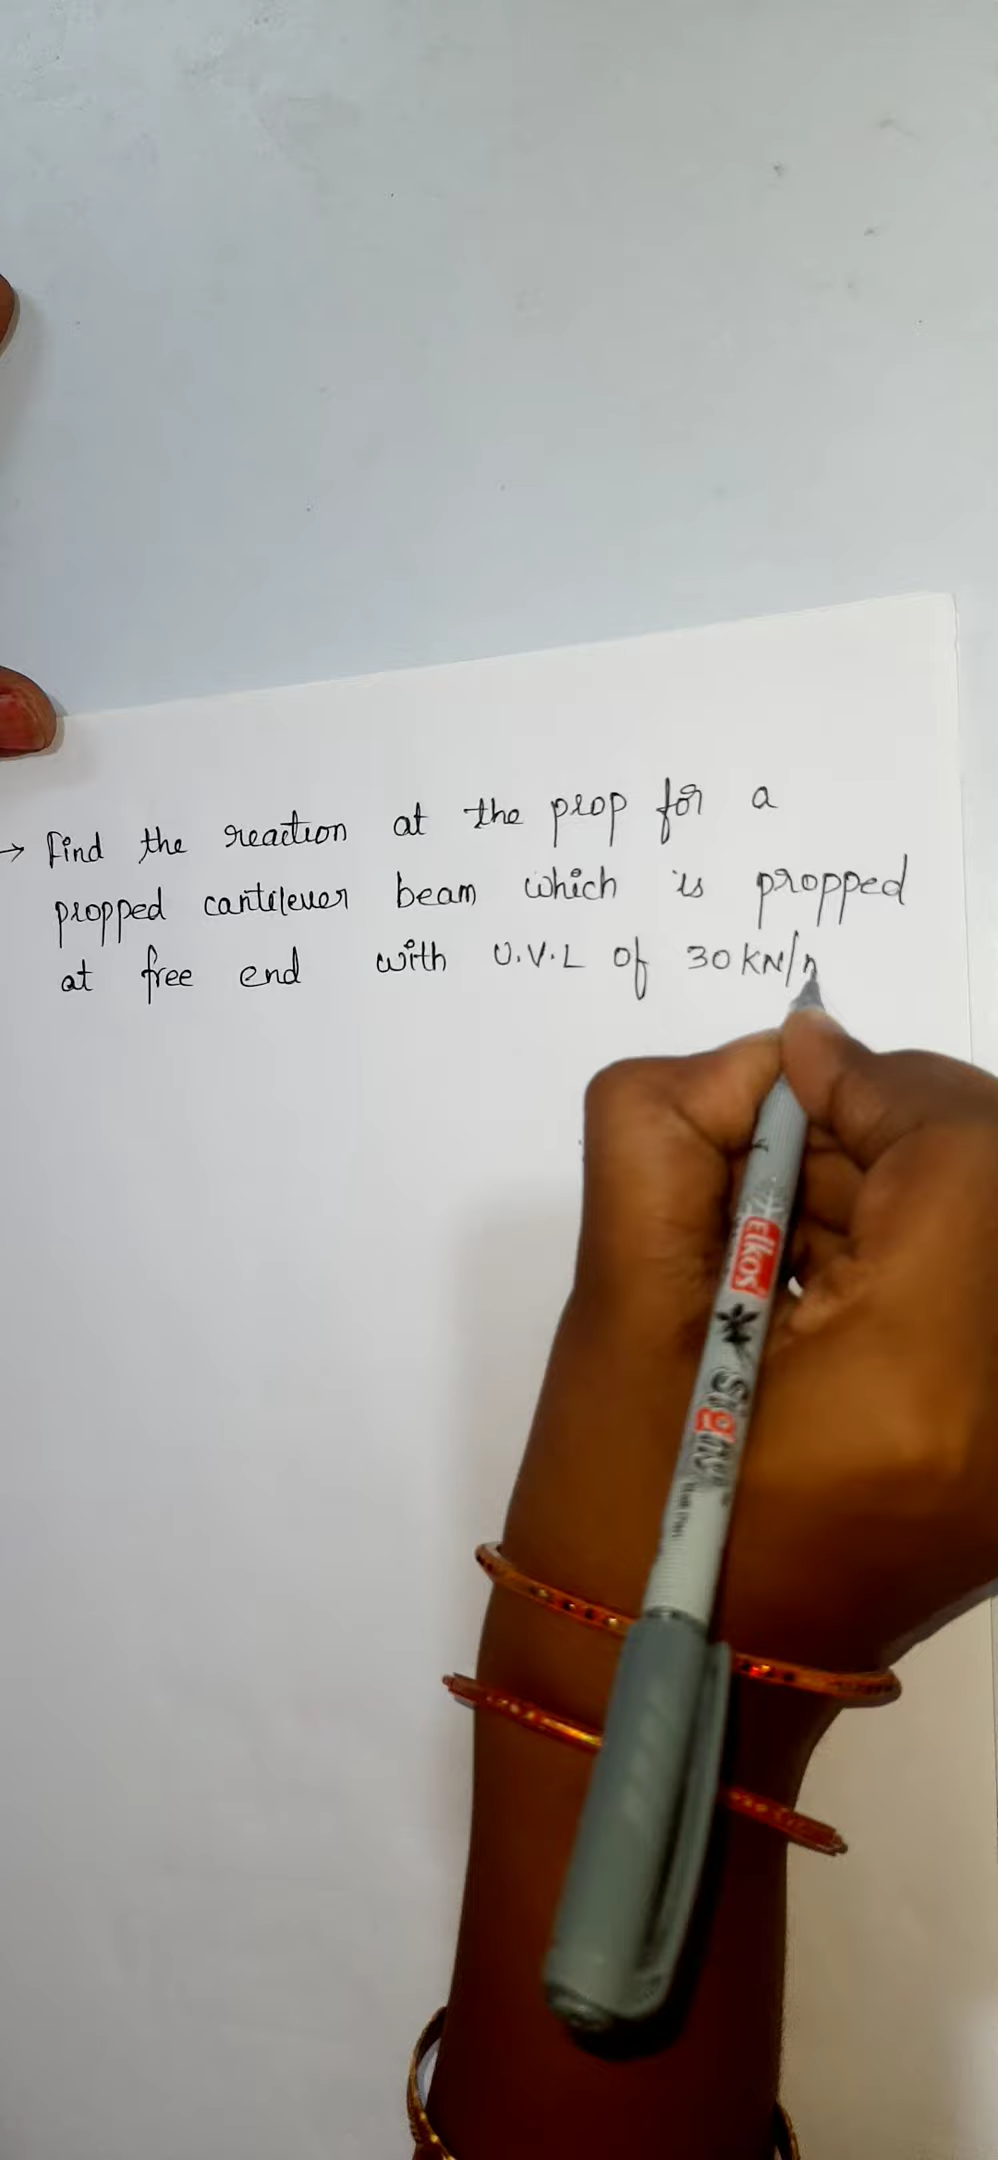 → Find the reaction at the prop for a
propped cantilever beam which is propped
at free end with U.V.L of 30 KN/
elkos